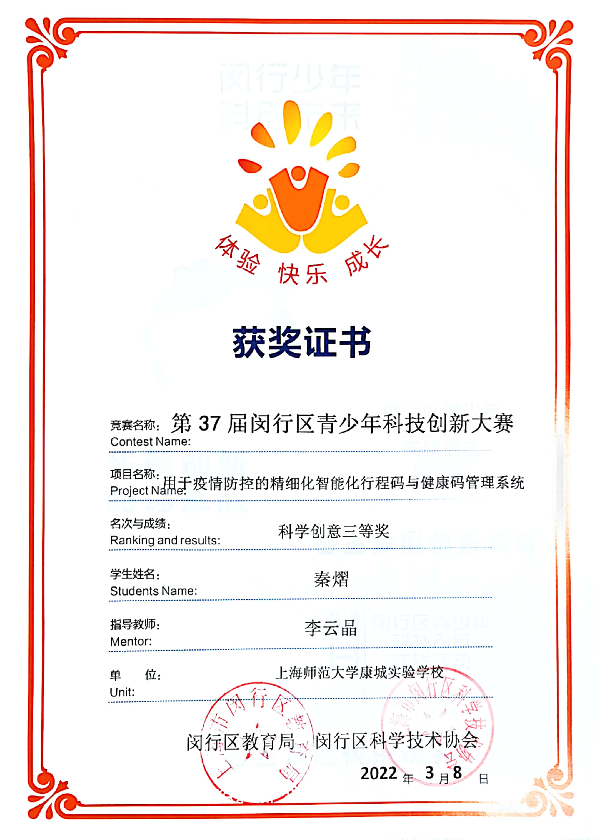 体验 快乐 成长
获奖证书
竞赛名称: 第 37 届闵行区青少年科技创新大赛
Contest Name:
项目名称: 用于疫情防控的精细化智能化行程码与健康码管理系统
Project Name:
名次与成绩: 科学创意三等奖
Ranking and results:
学生姓名: 秦熠
Students Name:
指导教师: 李云晶
Mentor:
单 位: 上海师范大学康城实验学校
Unit:
闵行区教育局 闵行区科学技术协会
2022 年 3 月 8 日